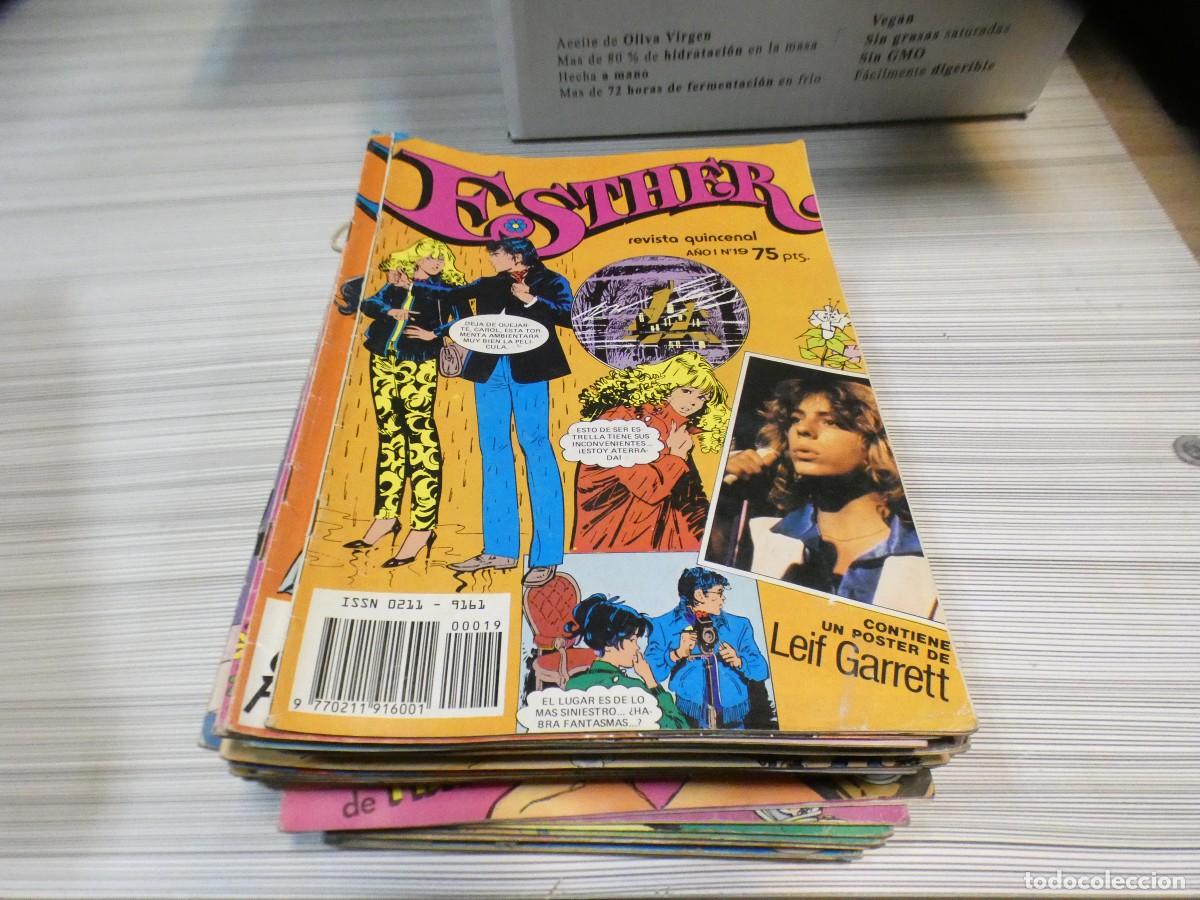 Aceite de Oliva Virgen
Mas de 80 % de hidratación en la masa
Hecha a mano
Mas de 72 horas de fermentación en frio
Vegan
Sin grasas saturadas
Sin GMO
Fácilmente digerible
ESTHER
revista quincenal
AÑO I Nº19 75 pts.
DEJA DE QUEJAR-
TE, CAROL, ESTA TOR-
MENTA AMBIENTARA
MUY BIEN LA PELI-
CULA...
ESTO DE SER ES-
TRELLA TIENE SUS
INCONVENIENTES...
¡ESTOY ATERRA-
DA!
CONTIENE
UN POSTER DE
Leif Garrett
ISSN 0211 - 9161
00019
9 770211 916001
EL LUGAR ES DE LO
MAS SINIESTRO... ¿HA-
BRA FANTASMAS...?
de
todocoleccion